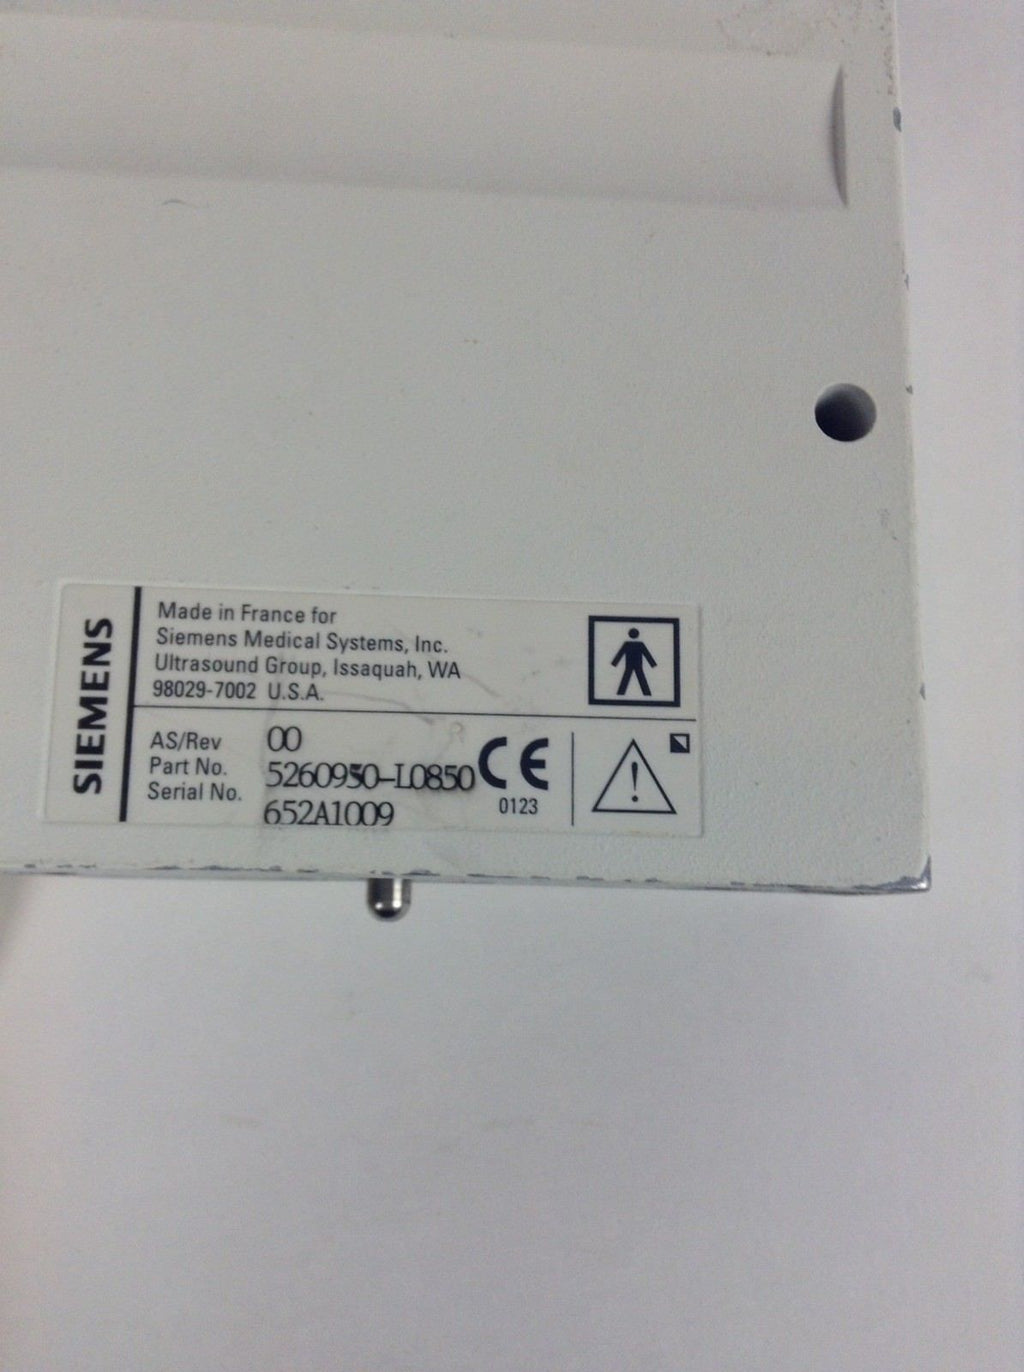 SIEMENS
Made in France for
Siemens Medical Systems, Inc.
Ultrasound Group, Issaquah, WA
98029-7002 U.S.A.
AS/Rev 00
Part No. 5260950-L0850
Serial No. 652A1009
CE
0123